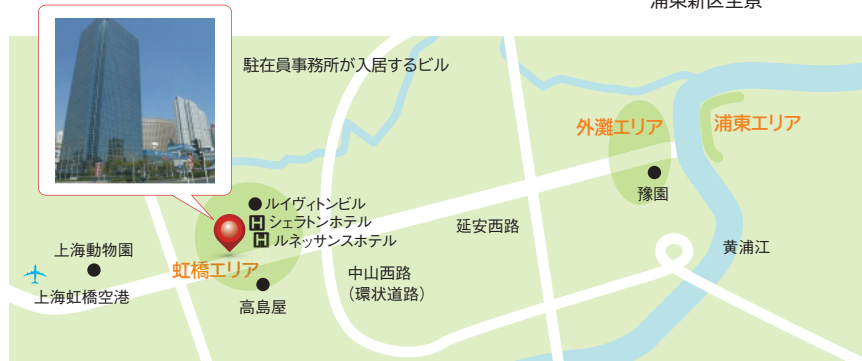 浦東新区全景
駐在員事務所が入居するビル
外灘エリア
浦東エリア
豫園
ルイヴィトンビル
H シェラトンホテル
H ルネッサンスホテル
延安西路
黄浦江
上海動物園
虹橋エリア
中山西路
（環状道路）
上海虹橋空港
高島屋